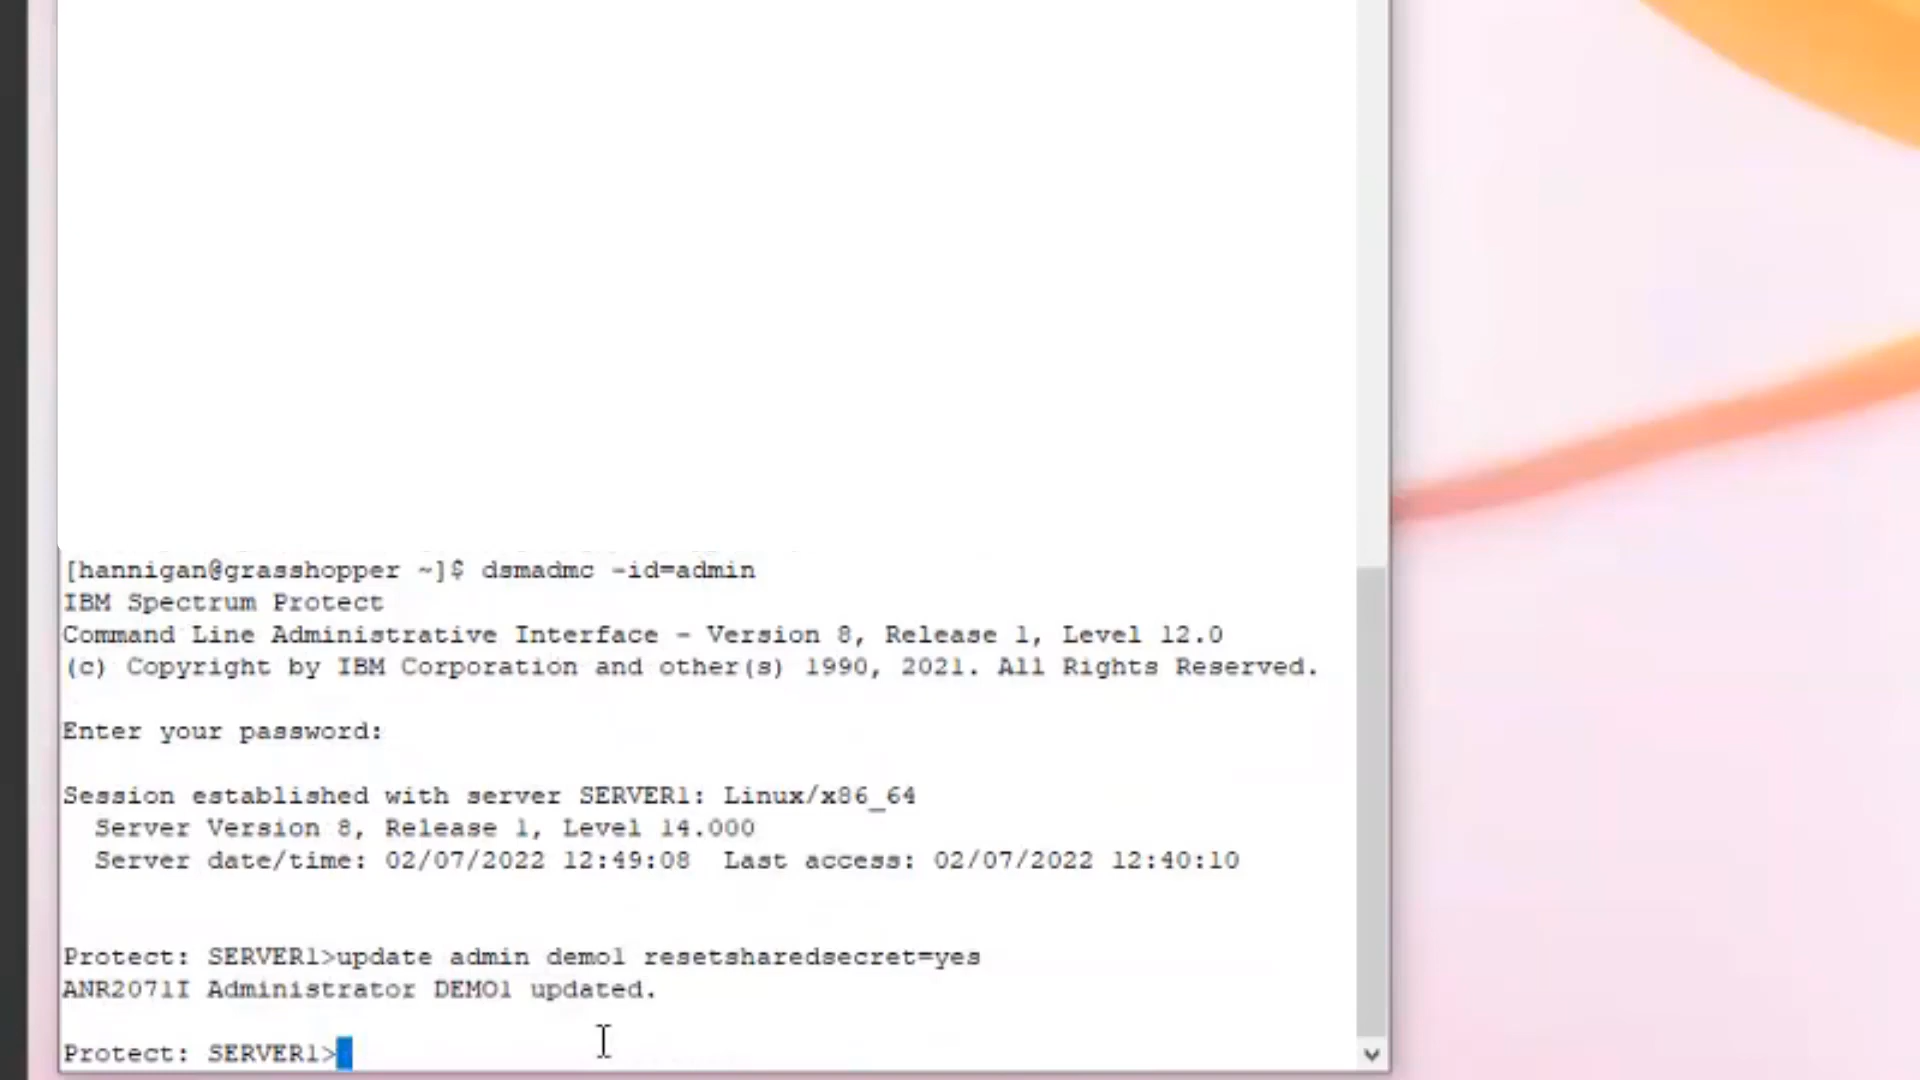 [hannigan@grasshopper ~]$ dsmadmc -id=admin
IBM Spectrum Protect
Command Line Administrative Interface - Version 8, Release 1, Level 12.0
(c) Copyright by IBM Corporation and other(s) 1990, 2021. All Rights Reserved.
Enter your password:
Session established with server SERVER1: Linux/x86_64
Server Version 8, Release 1, Level 14.000
Server date/time: 02/07/2022 12:49:08  Last access: 02/07/2022 12:40:10
Protect: SERVER1>update admin demo1 resetsharedsecret=yes
ANR2071I Administrator DEMO1 updated.
Protect: SERVER1>